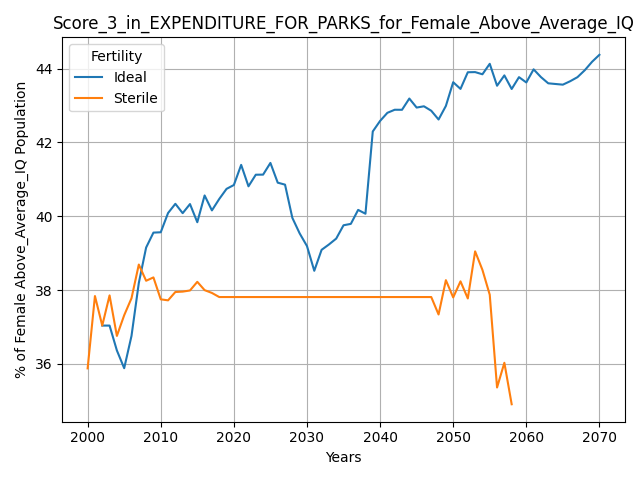 Score_3_in_EXPENDITURE_FOR_PARKS_for_Female_Above_Average_IQ
Fertility
Ideal
Sterile
% of Female Above_Average_IQ Population
44
42
40
38
36
2000 2010 2020 2030 2040 2050 2060 2070
Years